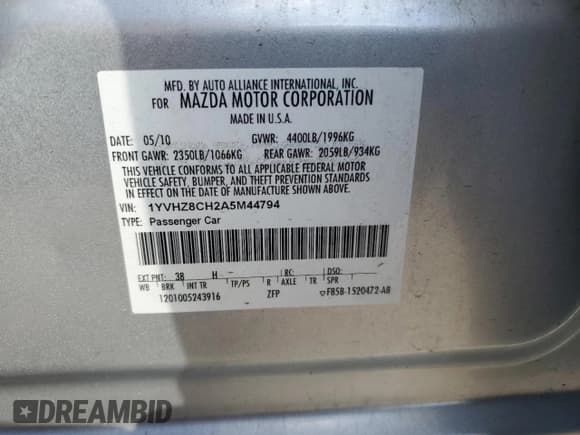 MFD. BY AUTO ALLIANCE INTERNATIONAL, INC.
FOR MAZDA MOTOR CORPORATION
MADE IN U.S.A.
DATE 05/10 GVWR: 4400LB/1996KG
FRONT GAWR: 2350LB/1066KG REAR GAWR: 2059LB/934KG
THIS VEHICLE CONFORMS TO ALL APPLICABLE FEDERAL MOTOR
VEHICLE SAFETY, BUMPER, AND THEFT PREVENTION STANDARDS
IN EFFECT ON THE DATE OF MANUFACTURE SHOWN ABOVE.
VIN: 1YVHZ8CH2A5M44794
TYPE: Passenger Car
EXT PNT: 38 H - RC: DSO:
WB BRK INT TR TP/PS R AXLE TR SPR
1201005243916 ZFP F85B-1520472-AB
DREAMBID